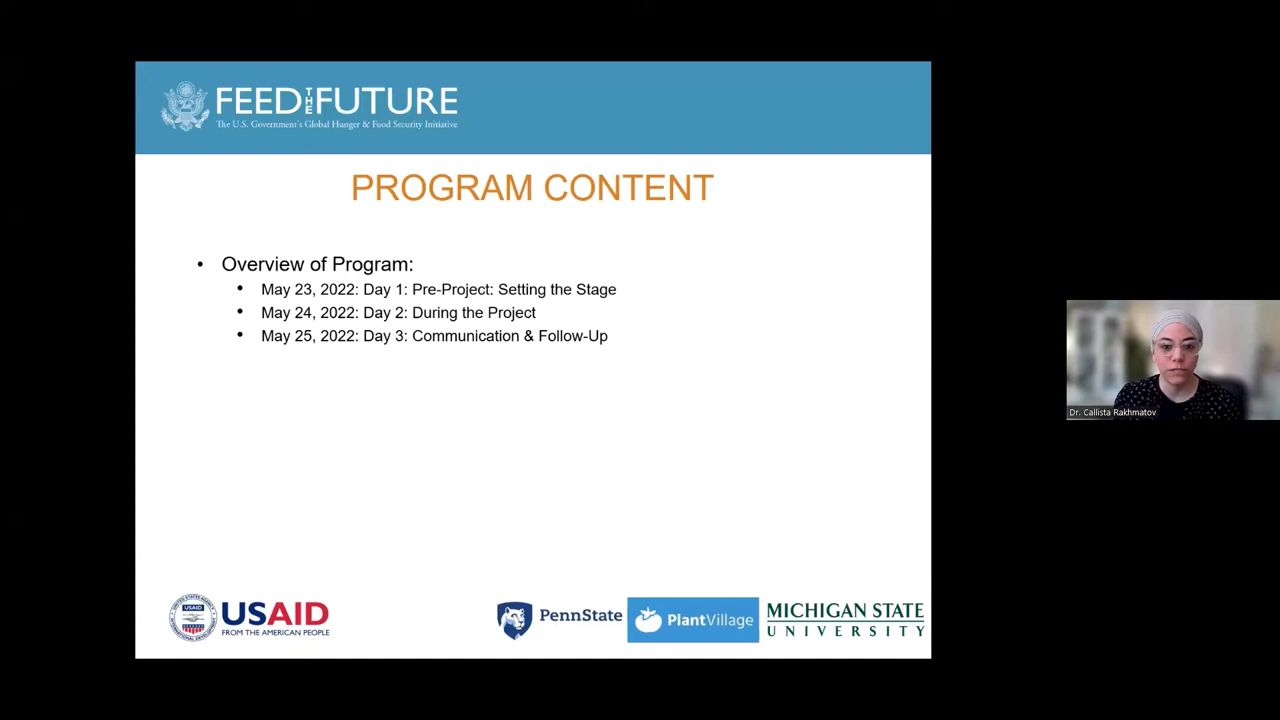 FEED THE FUTURE
The U.S. Government's Global Hunger & Food Security Initiative
PROGRAM CONTENT
• Overview of Program:
• May 23, 2022: Day 1: Pre-Project: Setting the Stage
• May 24, 2022: Day 2: During the Project
• May 25, 2022: Day 3: Communication & Follow-Up
Dr. Callista Rakhmatov
USAID
USAID
FROM THE AMERICAN PEOPLE
PennState
PlantVillage
MICHIGAN STATE
UNIVERSITY